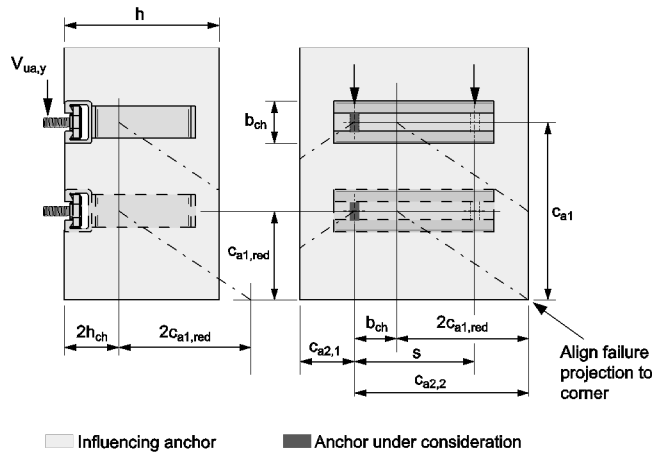 h
V_ua,y
b_ch
c_a1
c_a1,red
2h_ch
2c_a1,red
b_ch
2c_a1,red
c_a2,1
s
c_a2,2
Align failure
projection to
corner
Influencing anchor
Anchor under consideration